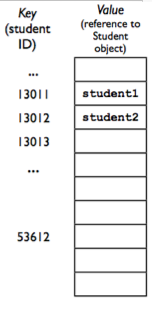 Key
(student
ID)
Value
(reference to
Student
object)
...
13011 student1
13012 student2
13013
...
53612